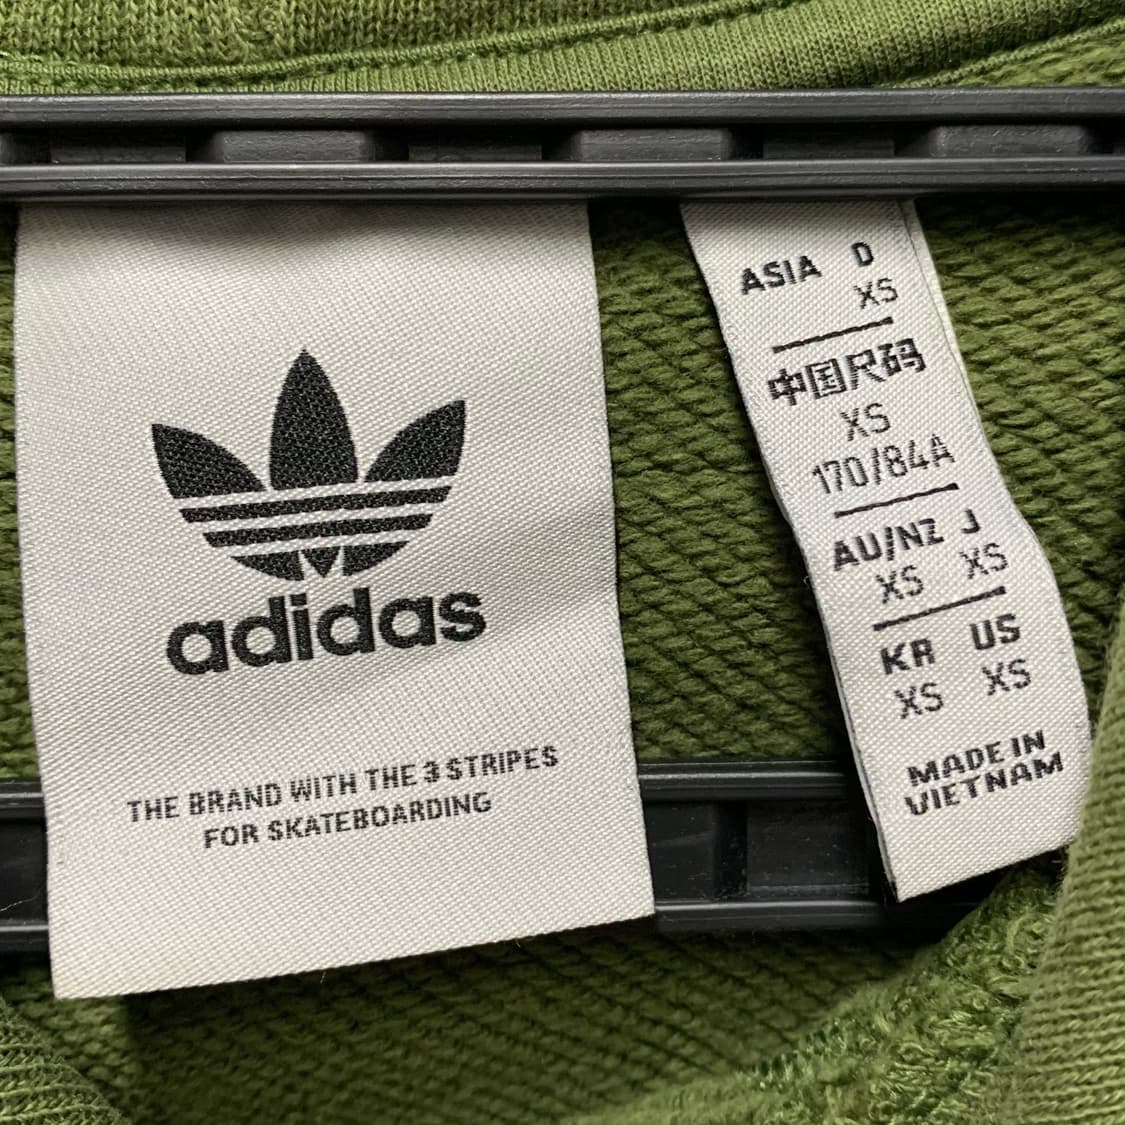 adidas
THE BRAND WITH THE 3 STRIPES
FOR SKATEBOARDING
ASIA D
XS
中国尺码
XS
170/84A
AU/NZ J
XS XS
KR US
XS XS
MADE IN
VIETNAM